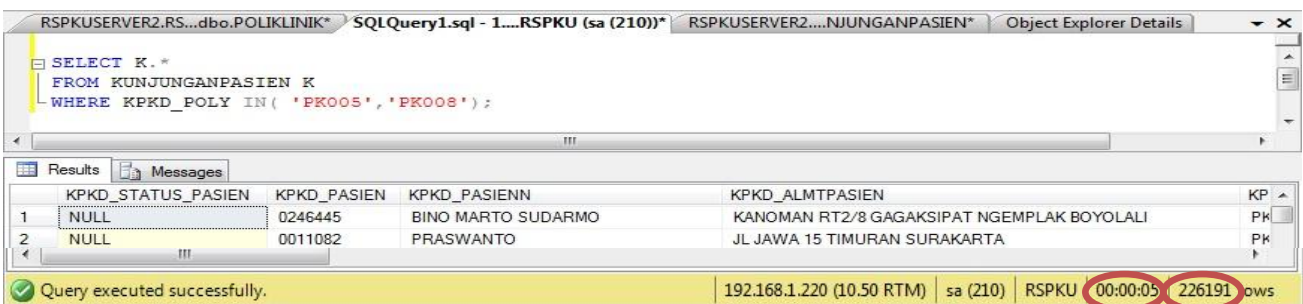 RSPKUSERVER2.RS...dbo.POLIKLINIK* SQLQuery1.sql - 1....RSPKU (sa (210))* RSPKUSERVER2....NJUNGANPASIEN* Object Explorer Details
SELECT K.*
FROM KUNJUNGANPASIEN K
WHERE KPKD_POLY IN( 'PK005','PK008');
Results Messages
KPKD_STATUS_PASIEN KPKD_PASIEN KPKD_PASIENN KPKD_ALMTPASIEN KP
1 NULL 0246445 BINO MARTO SUDARMO KANOMAN RT2/8 GAGAKSIPAT NGEMPLAK BOYOLALI PK
2 NULL 0011082 PRASWANTO JL JAWA 15 TIMURAN SURAKARTA PK
Query executed successfully. 192.168.1.220 (10.50 RTM) sa (210) RSPKU 00:00:05 226191 ows